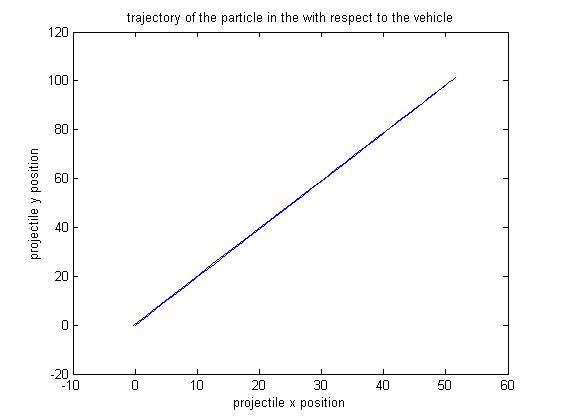 trajectory of the particle in the with respect to the vehicle
120
100
80
60
40
20
0
-20
projectile y position
-10 0 10 20 30 40 50 60
projectile x position